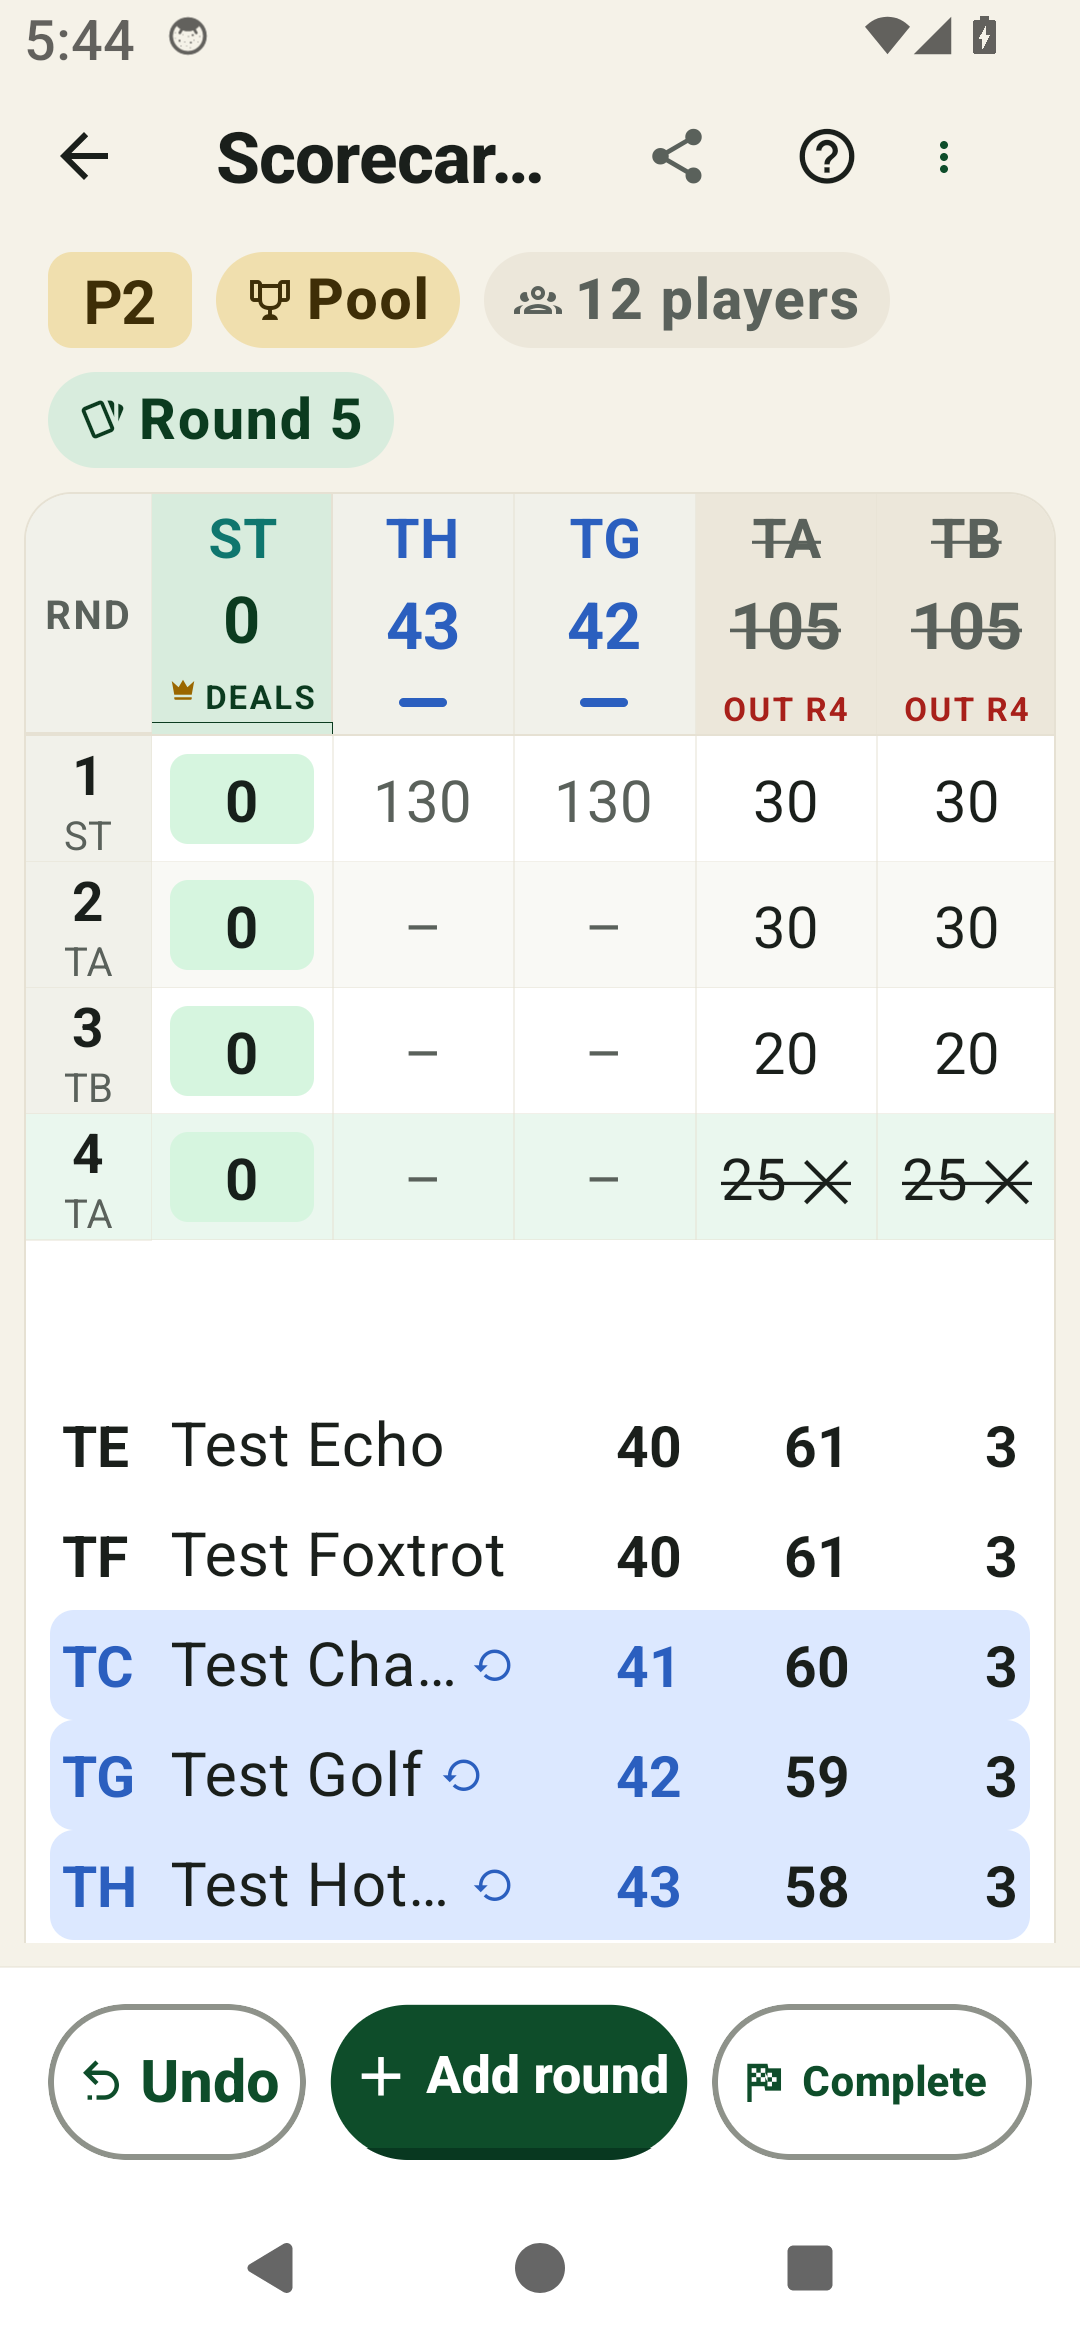 5:44
Scorecar...
P2 Pool 12 players
Round 5
RND ST TH TG TA TB
0 43 42 105 105
DEALS — — OUT R4 OUT R4
1 0 130 130 30 30
ST
2 0 – – 30 30
TA
3 0 – – 20 20
TB
4 0 – – 25 × 25 ×
TA
TE Test Echo 40 61 3
TF Test Foxtrot 40 61 3
TC Test Cha... 41 60 3
TG Test Golf 42 59 3
TH Test Hot... 43 58 3
Undo + Add round Complete